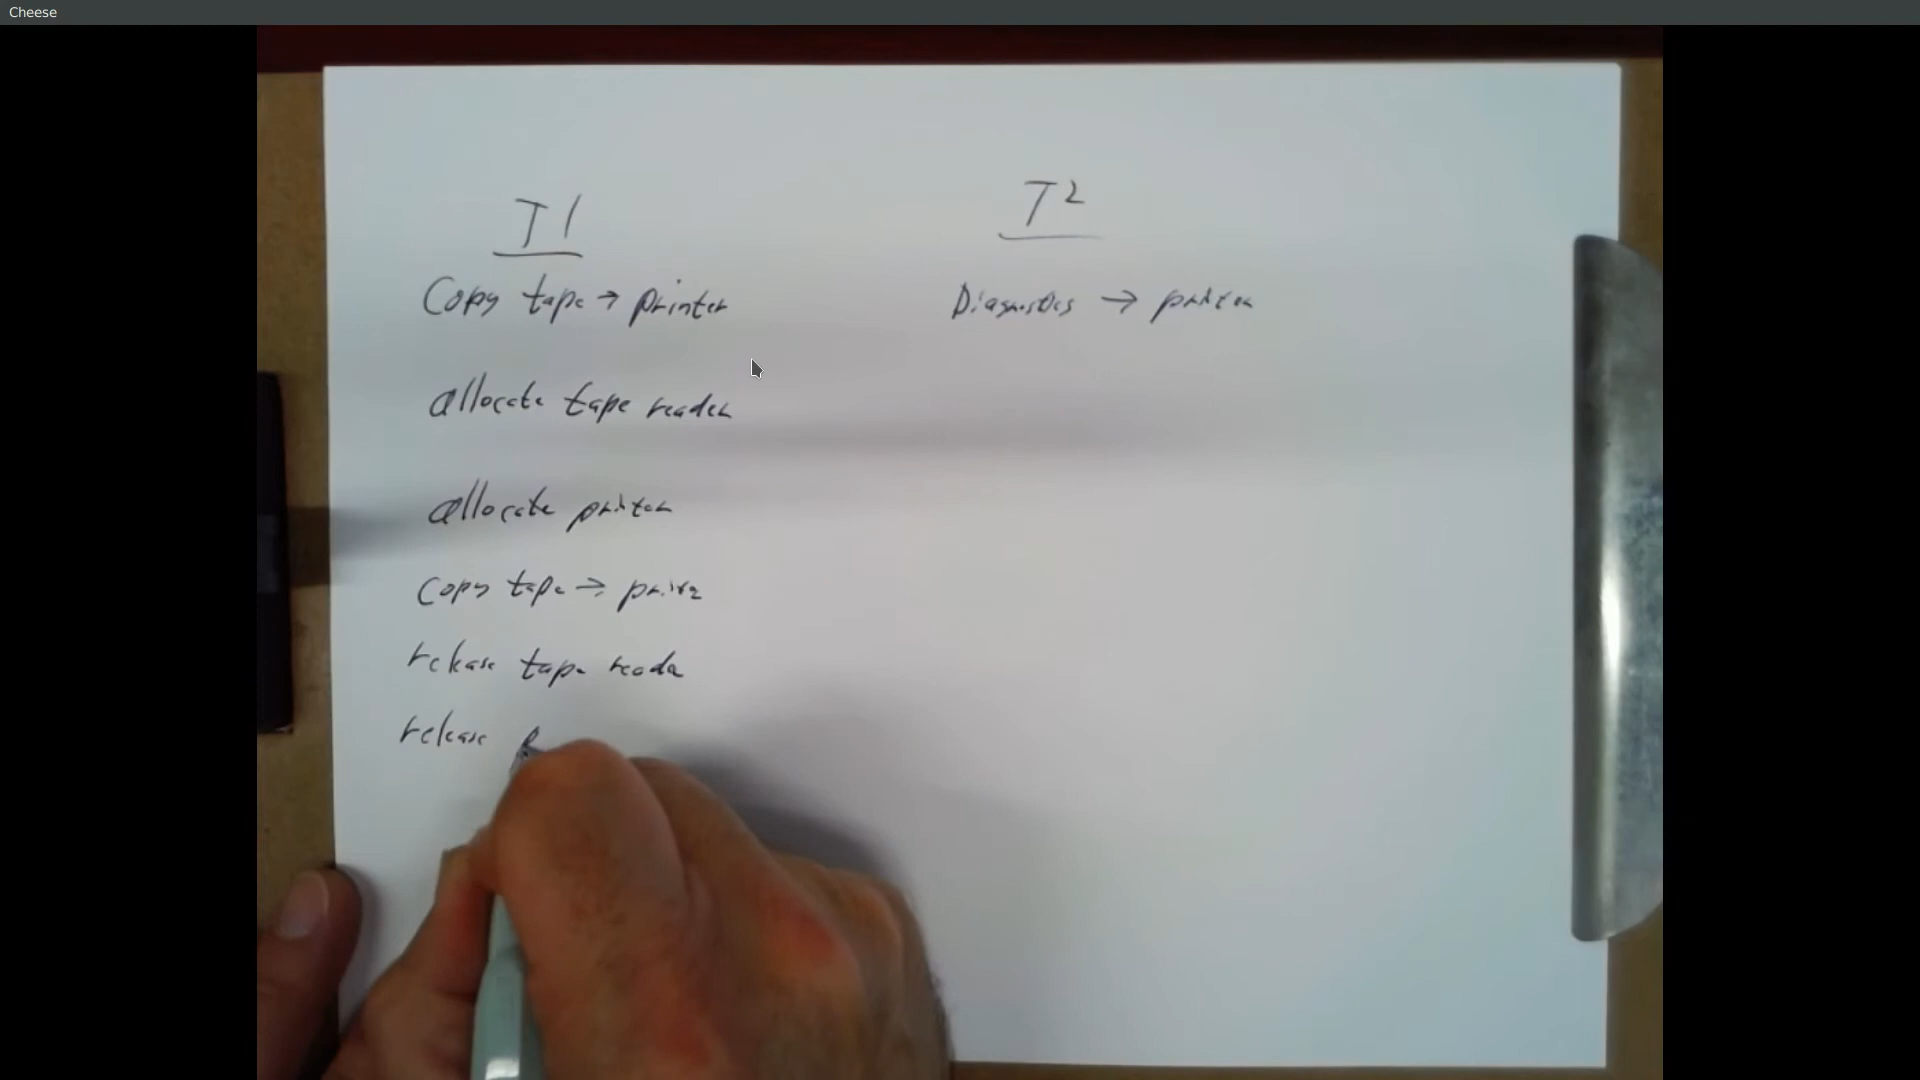 Cheese
T1
T2
Copy tape → printer
Diagnostics → printer
allocate tape reader
allocate printer
copy tape →
release tape reader
release